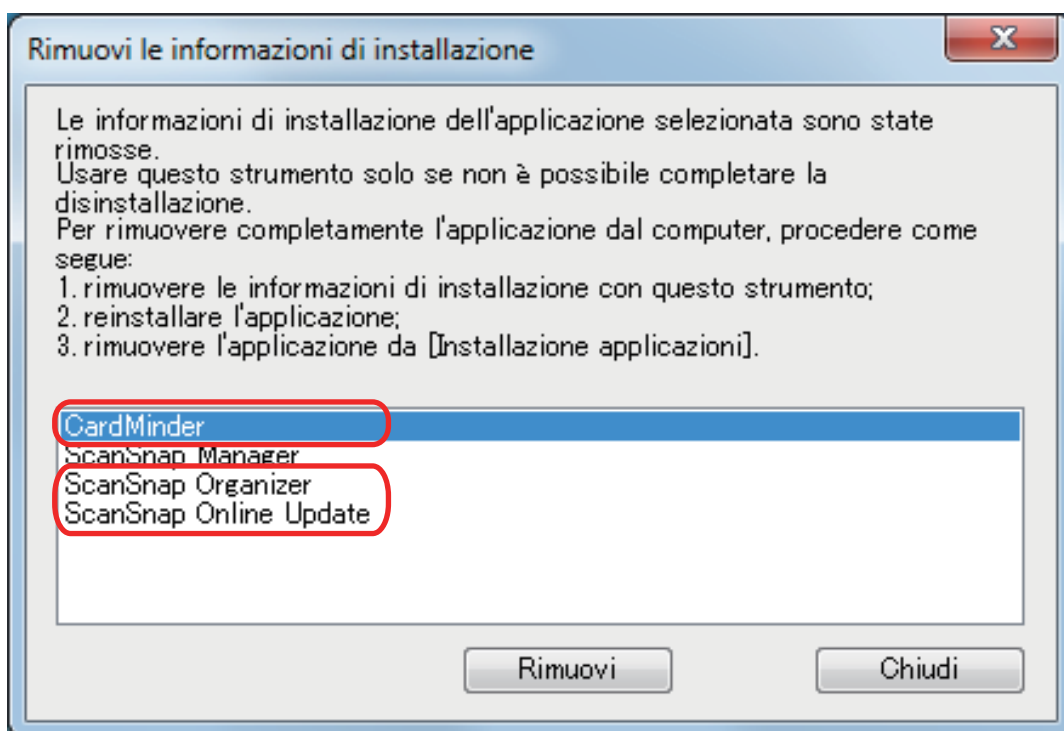 Rimuovi le informazioni di installazione
Le informazioni di installazione dell'applicazione selezionata sono state
rimosse.
Usare questo strumento solo se non è possibile completare la
disinstallazione.
Per rimuovere completamente l'applicazione dal computer, procedere come
segue:
1. rimuovere le informazioni di installazione con questo strumento;
2. reinstallare l'applicazione;
3. rimuovere l'applicazione da [Installazione applicazioni].
CardMinder
ScanSnap Manager
ScanSnap Organizer
ScanSnap Online Update
Rimuovi
Chiudi